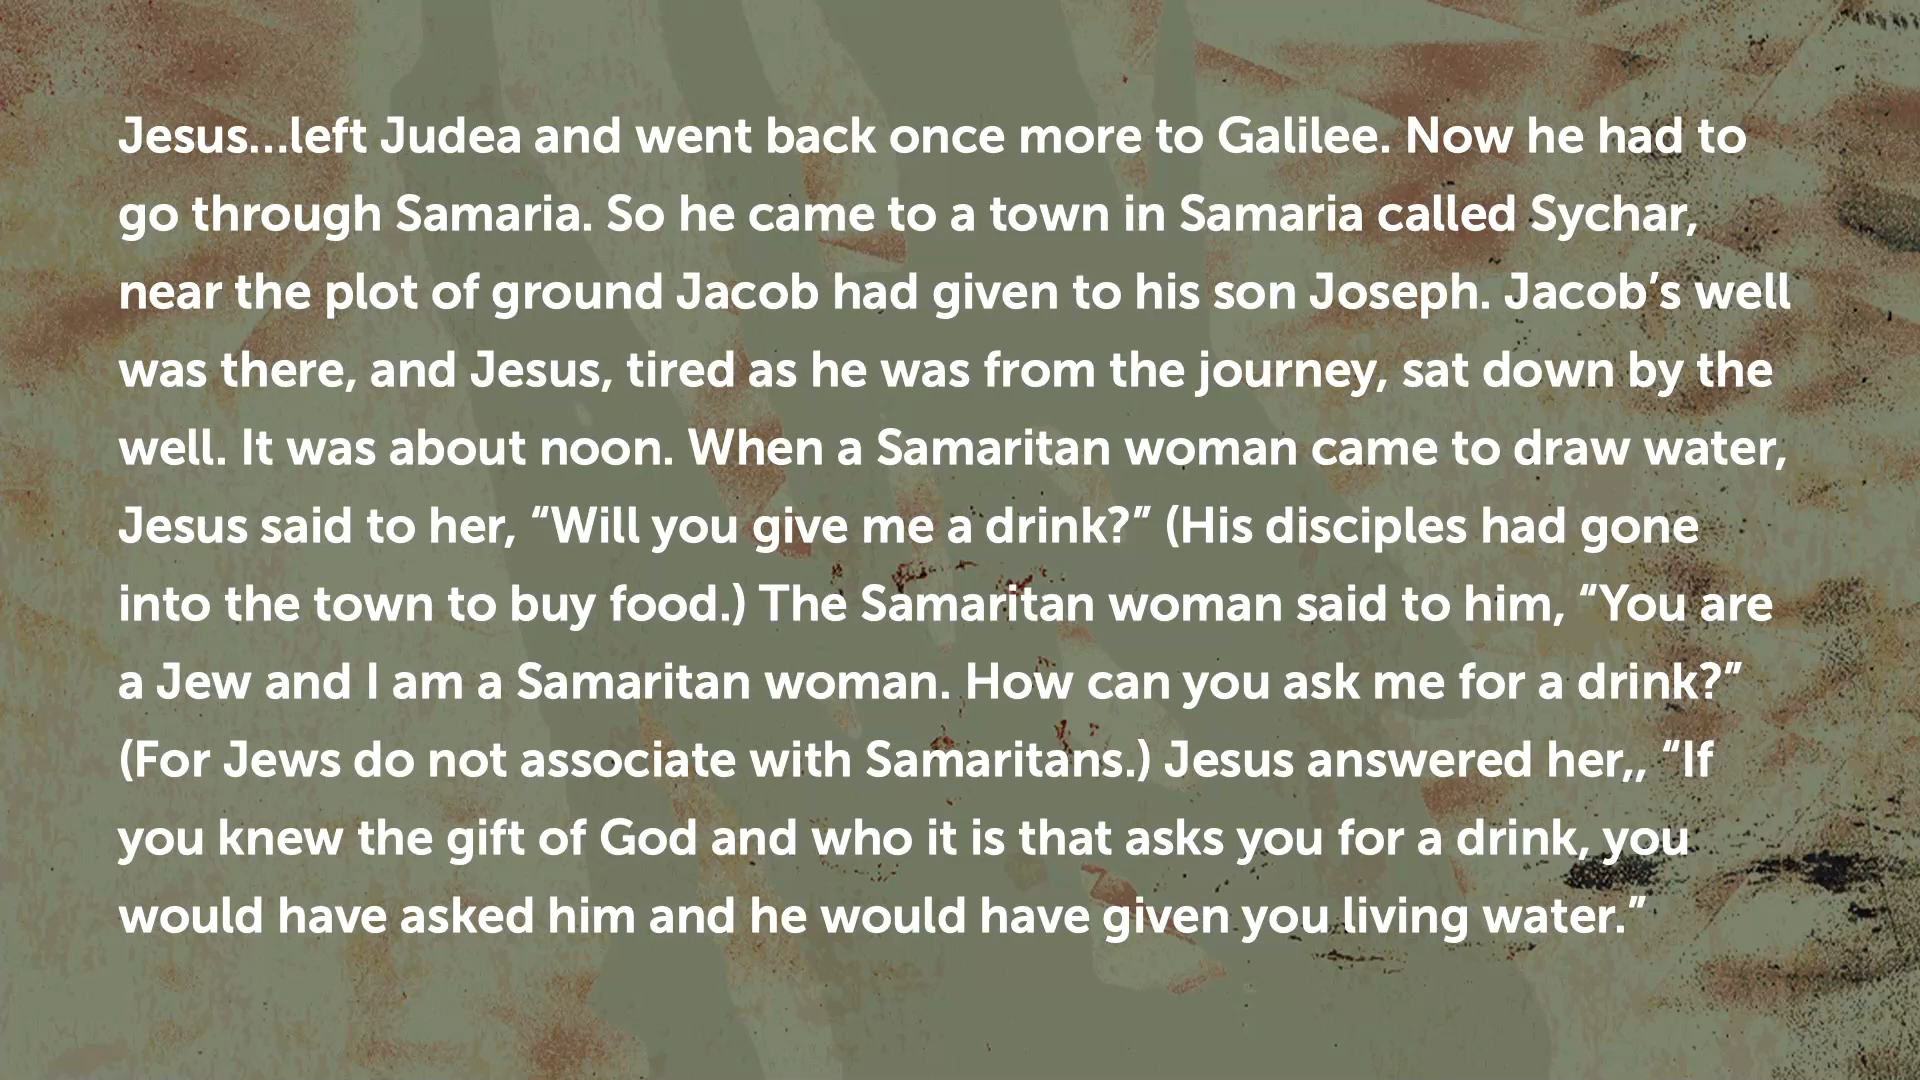 Jesus...left Judea and went back once more to Galilee. Now he had to
go through Samaria. So he came to a town in Samaria called Sychar,
near the plot of ground Jacob had given to his son Joseph. Jacob’s well
was there, and Jesus, tired as he was from the journey, sat down by the
well. It was about noon. When a Samaritan woman came to draw water,
Jesus said to her, “Will you give me a drink?” (His disciples had gone
into the town to buy food.) The Samaritan woman said to him, “You are
a Jew and I am a Samaritan woman. How can you ask me for a drink?”
(For Jews do not associate with Samaritans.) Jesus answered her,, “If
you knew the gift of God and who it is that asks you for a drink, you
would have asked him and he would have given you living water.”